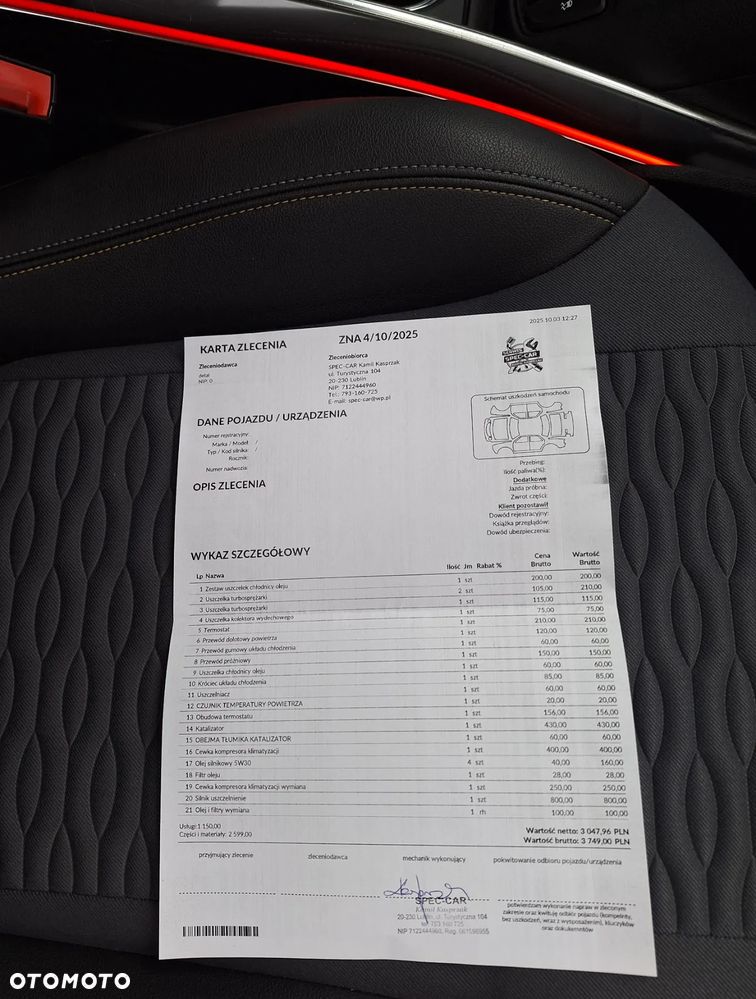 2025.10.03 12:27
KARTA ZLECENIA
ZNA 4/10/2025
SPEC-CAR
Zleceniodawca
detal
NIP: 0
Zleceniobiorca
SPEC-CAR Kamil Kasprzak
ul. Turystyczna 104
20-230 Lublin
NIP: 7122444960
Tel.: 793-160-725
E-mail: spec-car@wp.pl
Schemat uszkodzeń samochodu
DANE POJAZDU / URZĄDZENIA
Numer rejestracyjny:
Marka / Model: /
Typ / Kod silnika: /
Rocznik:
Numer nadwozia:
Przebieg:
Ilość paliwa(%):
Dodatkowe
Jazda próbna:
Zwrot części:
Klient pozostawił
Dowód rejestracyjny:
Książka przeglądów:
Dowód ubezpieczenia:
OPIS ZLECENIA
WYKAZ SZCZEGÓŁOWY
Lp Nazwa Ilość Jm Rabat % Cena Brutto Wartość Brutto
1 Zestaw uszczelek chłodnicy oleju 1 szt 200,00 200,00
2 Uszczelka turbosprężarki 2 szt 105,00 210,00
3 Uszczelka turbosprężarki 1 szt 115,00 115,00
4 Uszczelka kolektora wydechowego 1 szt 75,00 75,00
5 Termostat 1 szt 210,00 210,00
6 Przewód dolotowy powietrza 1 szt 120,00 120,00
7 Przewód gumowy układu chłodzenia 1 szt 60,00 60,00
8 Przewód próżniowy 1 szt 150,00 150,00
9 Uszczelka chłodnicy oleju 1 szt 60,00 60,00
10 Króciec układu chłodzenia 1 szt 85,00 85,00
11 Uszczelniacz 1 szt 60,00 60,00
12 CZUJNIK TEMPERATURY POWIETRZA 1 szt 20,00 20,00
13 Obudowa termostatu 1 szt 156,00 156,00
14 Katalizator 1 szt 430,00 430,00
15 OBEJMA TŁUMIKA KATALIZATOR 1 szt 60,00 60,00
16 Cewka kompresora klimatyzacji 1 szt 400,00 400,00
17 Olej silnikowy 5W30 4 szt 40,00 160,00
18 Filtr oleju 1 szt 28,00 28,00
19 Cewka kompresora klimatyzacji wymiana 1 szt 250,00 250,00
20 Silnik uszczelnienie 1 szt 800,00 800,00
21 Olej i filtry wymiana 1 rh 100,00 100,00
Usługi:1 150,00
Części i materiały: 2 599,00
Wartość netto: 3 047,96 PLN
Wartość brutto: 3 749,00 PLN
przyjmujący zlecenie
zleceniodawca
mechanik wykonujący
pokwitowanie odbioru pojazdu/urządzenia
SPEC-CAR
Kamil Kasprzak
20-230 Lublin, ul. Turystyczna 104
tel. 793 160 725
NIP 7122444960, Reg. 061598955
potwierdzam wykonanie napraw w zleconym
zakresie oraz kwituję odbiór pojazdu (kompletny,
bez uszkodzeń, wraz z wyposażeniem), kluczyków
oraz dokumentów
OTOMOTO